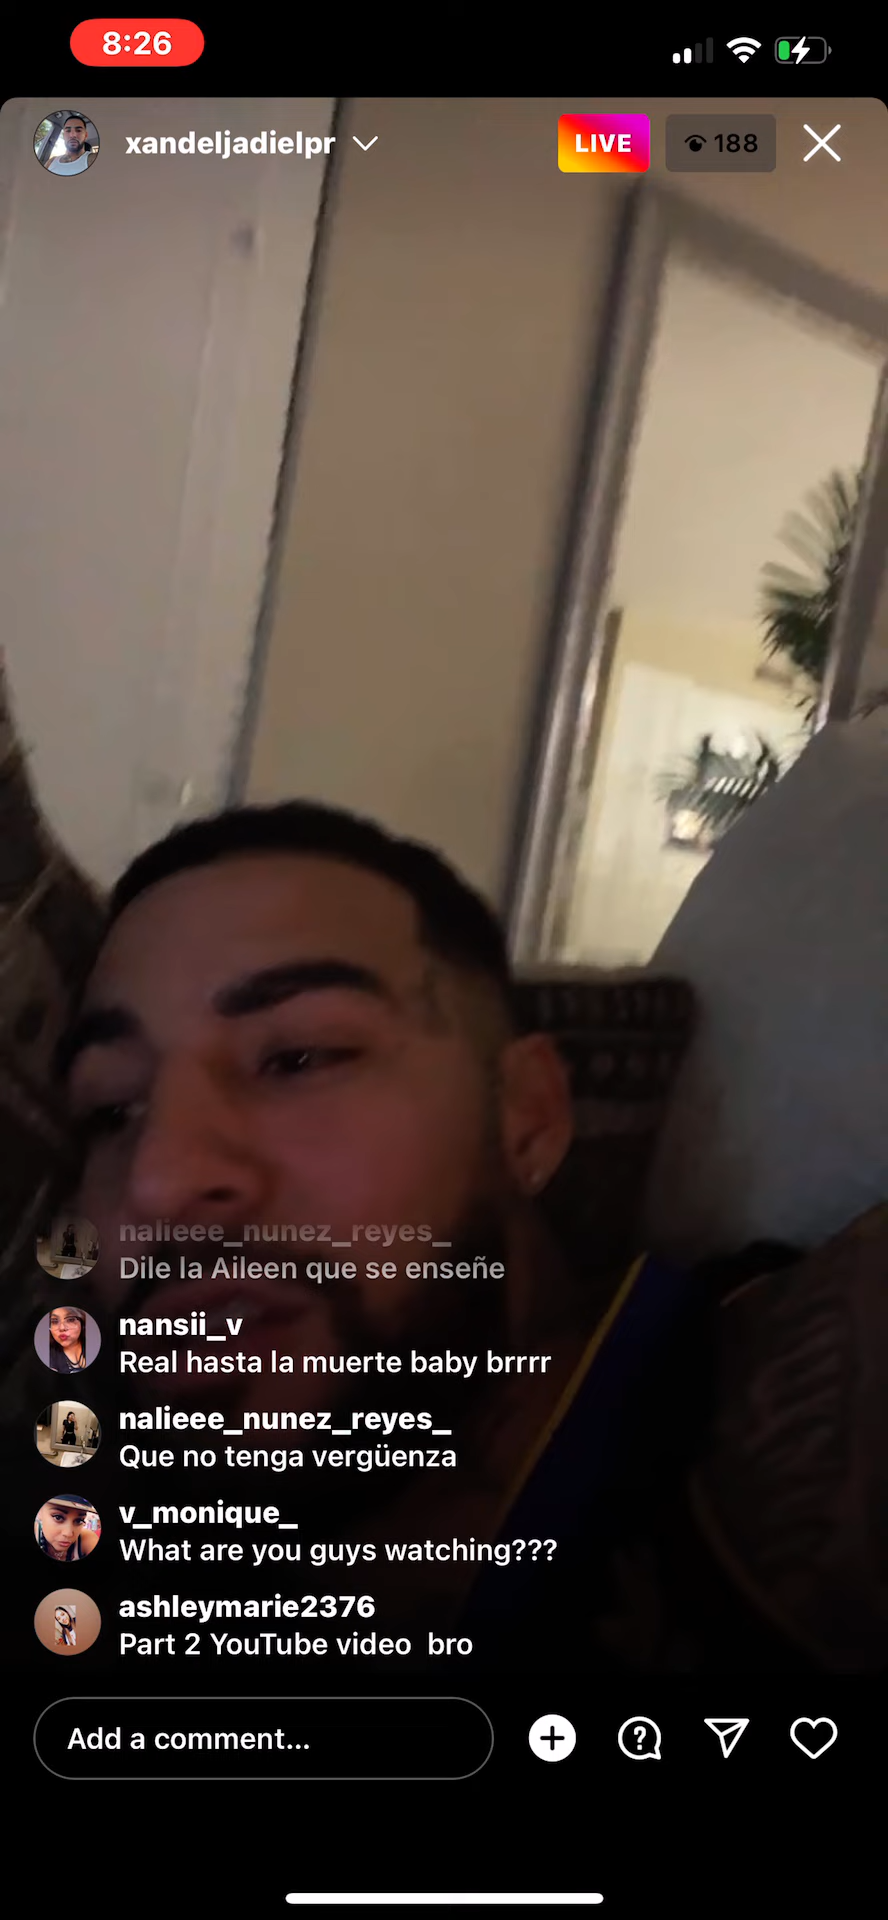 8:26
xandeljadielpr
LIVE
188
nalieee_nunez_reyes_
Dile la Aileen que se enseñe
nansii_v
Real hasta la muerte baby brrrr
nalieee_nunez_reyes_
Que no tenga vergüenza
v_monique_
What are you guys watching???
ashleymarie2376
Part 2 YouTube video  bro
Add a comment...